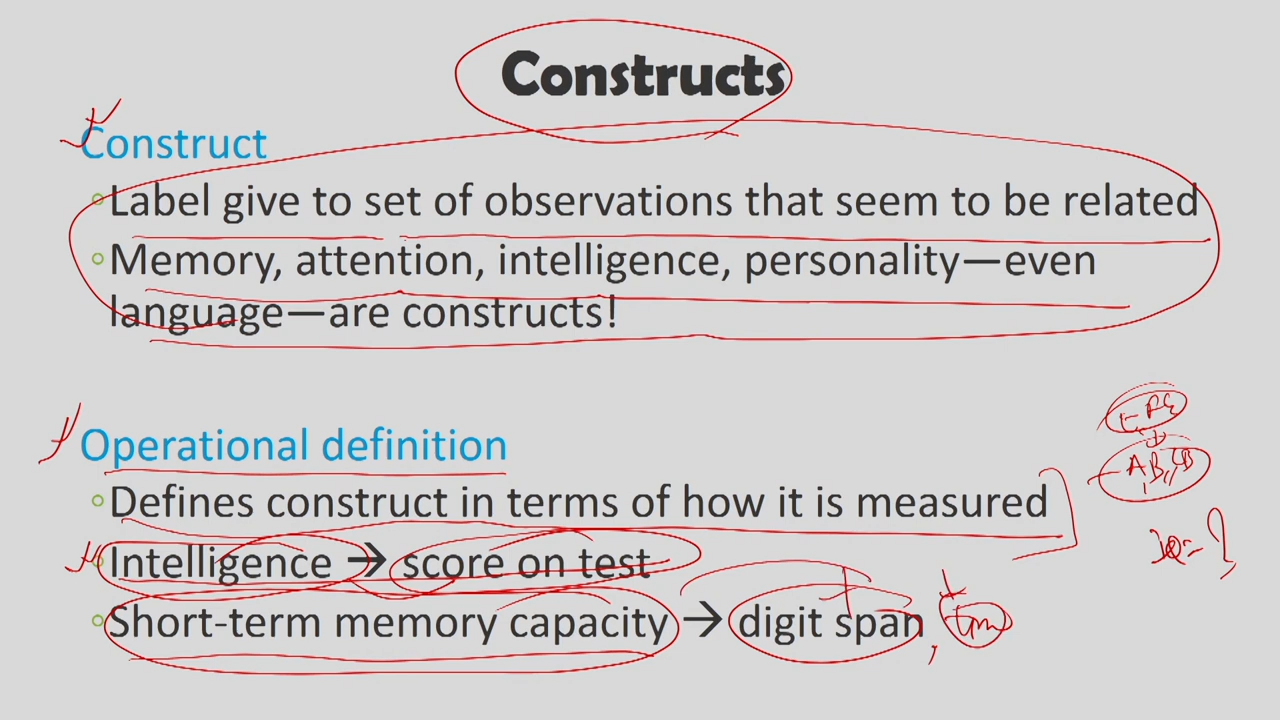 Constructs
Construct
Label give to set of observations that seem to be related
Memory, attention, intelligence, personality—even
language—are constructs!
Operational definition
Defines construct in terms of how it is measured
Intelligence → score on test
Short-term memory capacity → digit span